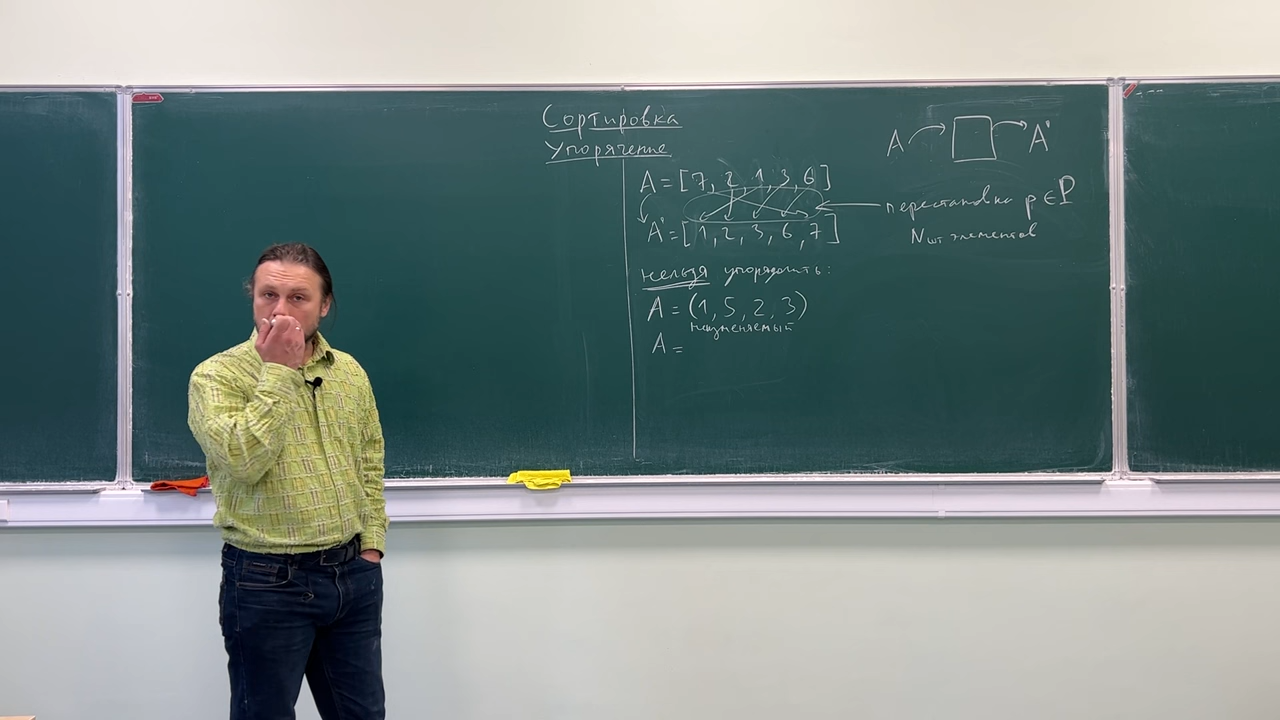 Сортировка
Упорячение
A = [7, 2, 1, 3, 6]
A' = [1, 2, 3, 6, 7]
нельзя упорядочить:
A = (1, 5, 2, 3)
неизменяемый
A =
A A'
перестановка p ∈ P
N шт элементов